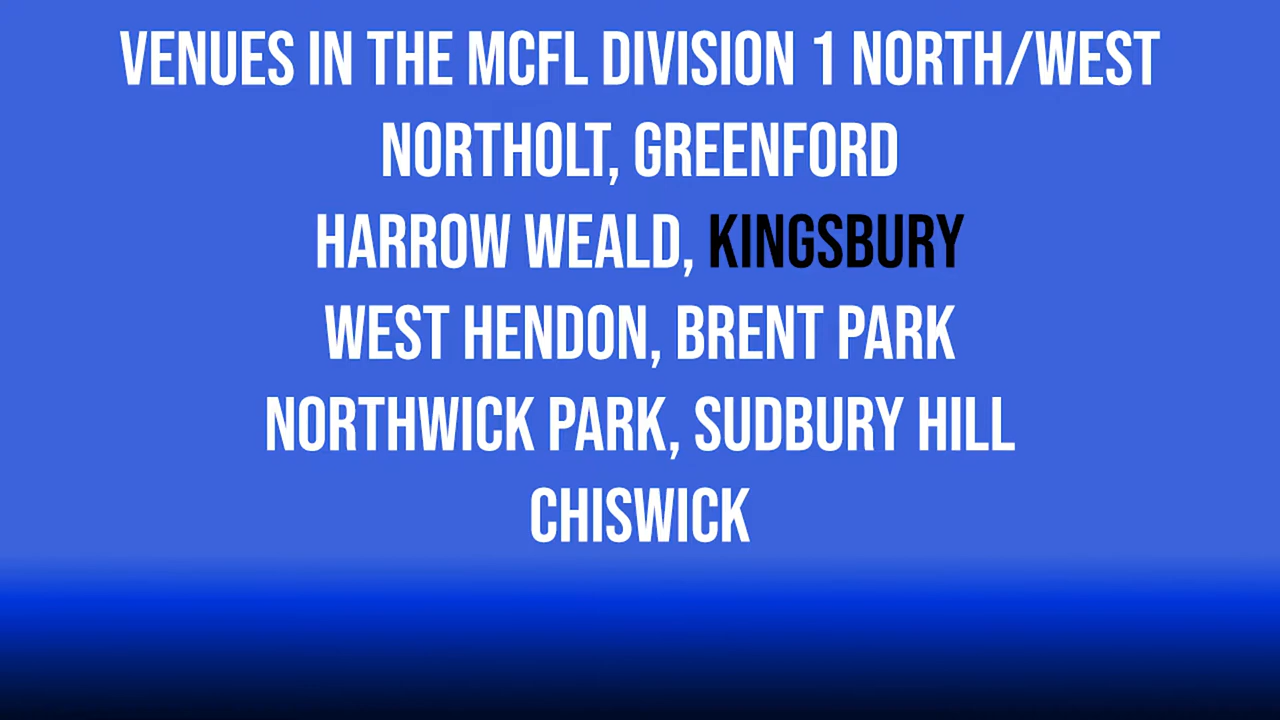 VENUES IN THE MCFL DIVISION 1 NORTH/WEST
NORTHOLT, GREENFORD
HARROW WEALD, KINGSBURY
WEST HENDON, BRENT PARK
NORTHWICK PARK, SUDBURY HILL
CHISWICK